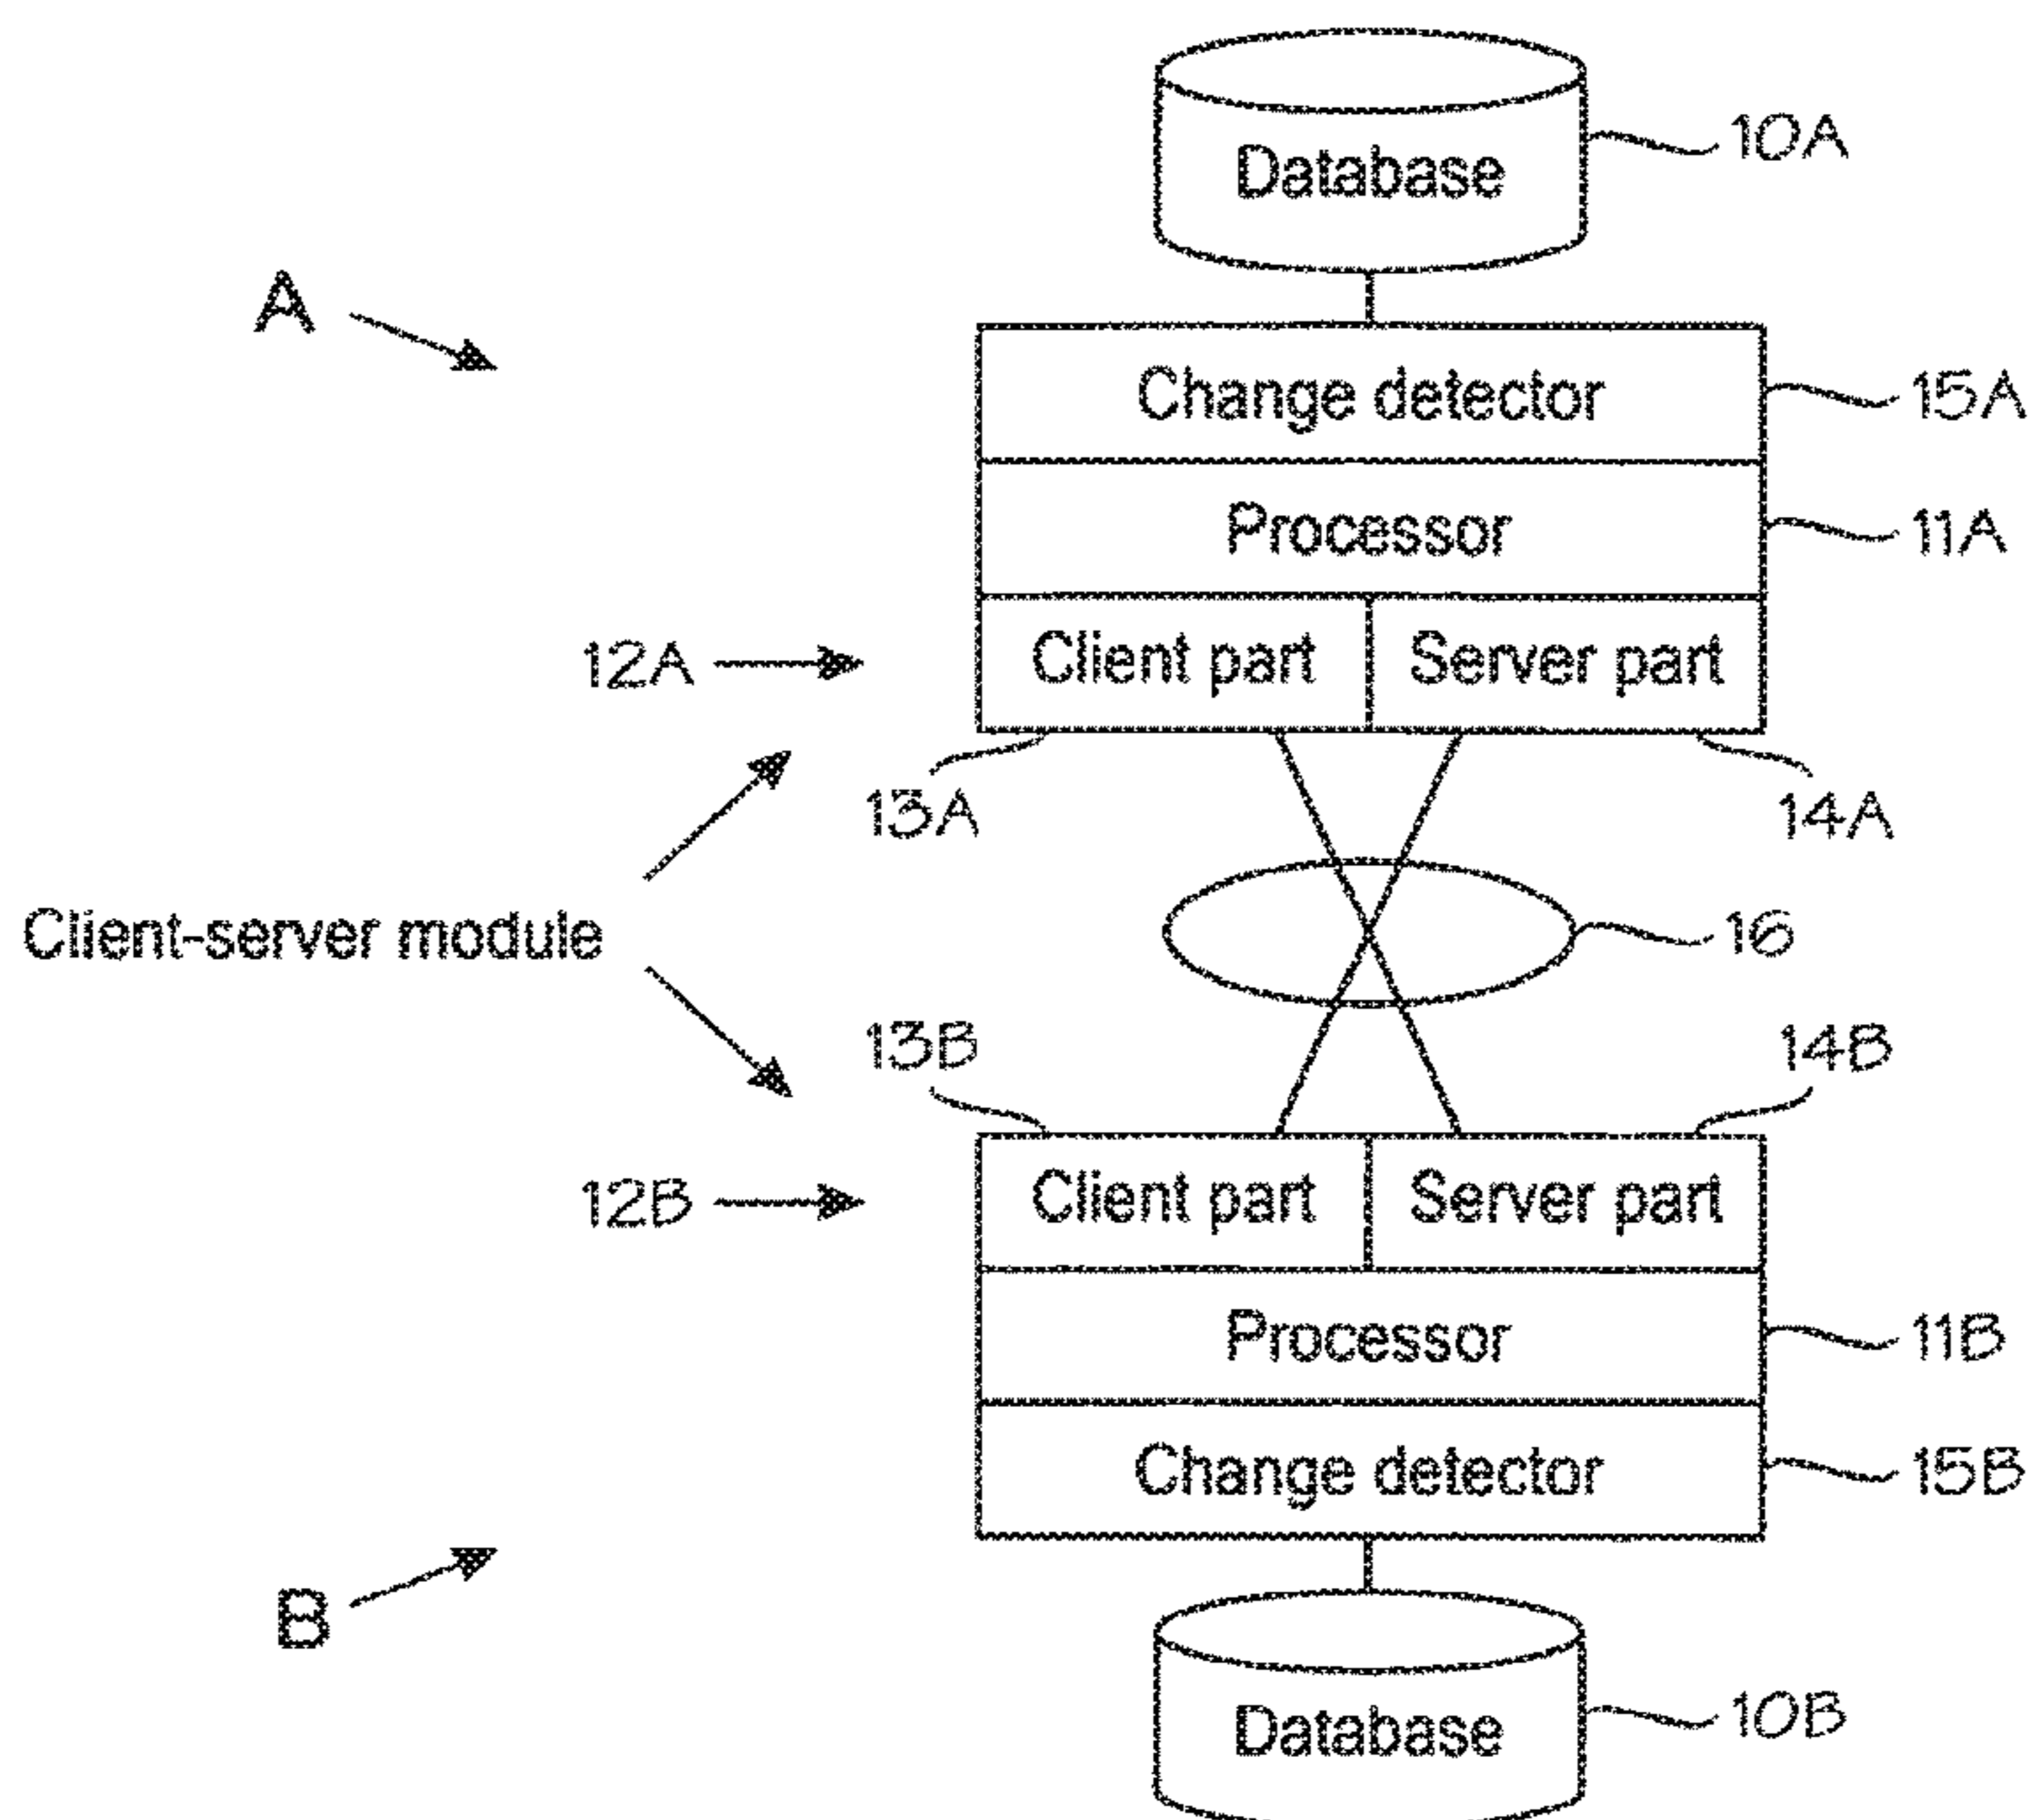 Database
10A
A
Change detector
15A
Processor
11A
12A
Client part
Server part
13A
14A
Client-server module
16
13B
14B
12B
Client part
Server part
Processor
11B
Change detector
15B
B
Database
10B